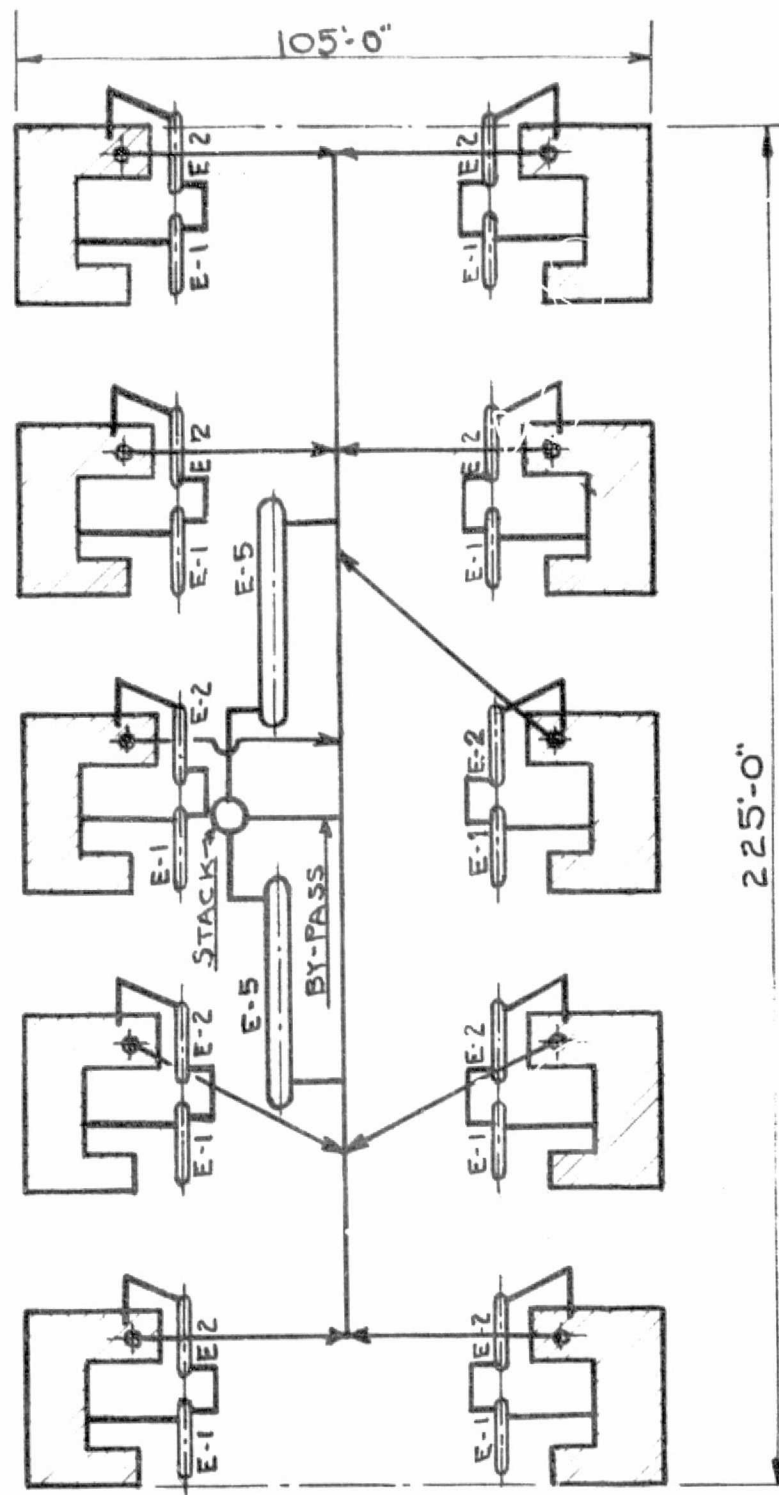 105'-0"
E-1 E 2
E 2 E-1
E-1 E 2
E 2 E-1
E-5
E-1 E-2
E-2 E-1
STACK
BY-PASS
225'-0"
E-5
E-1 E-2
E-2 E-1
E-1 E 2
E-2 E-1